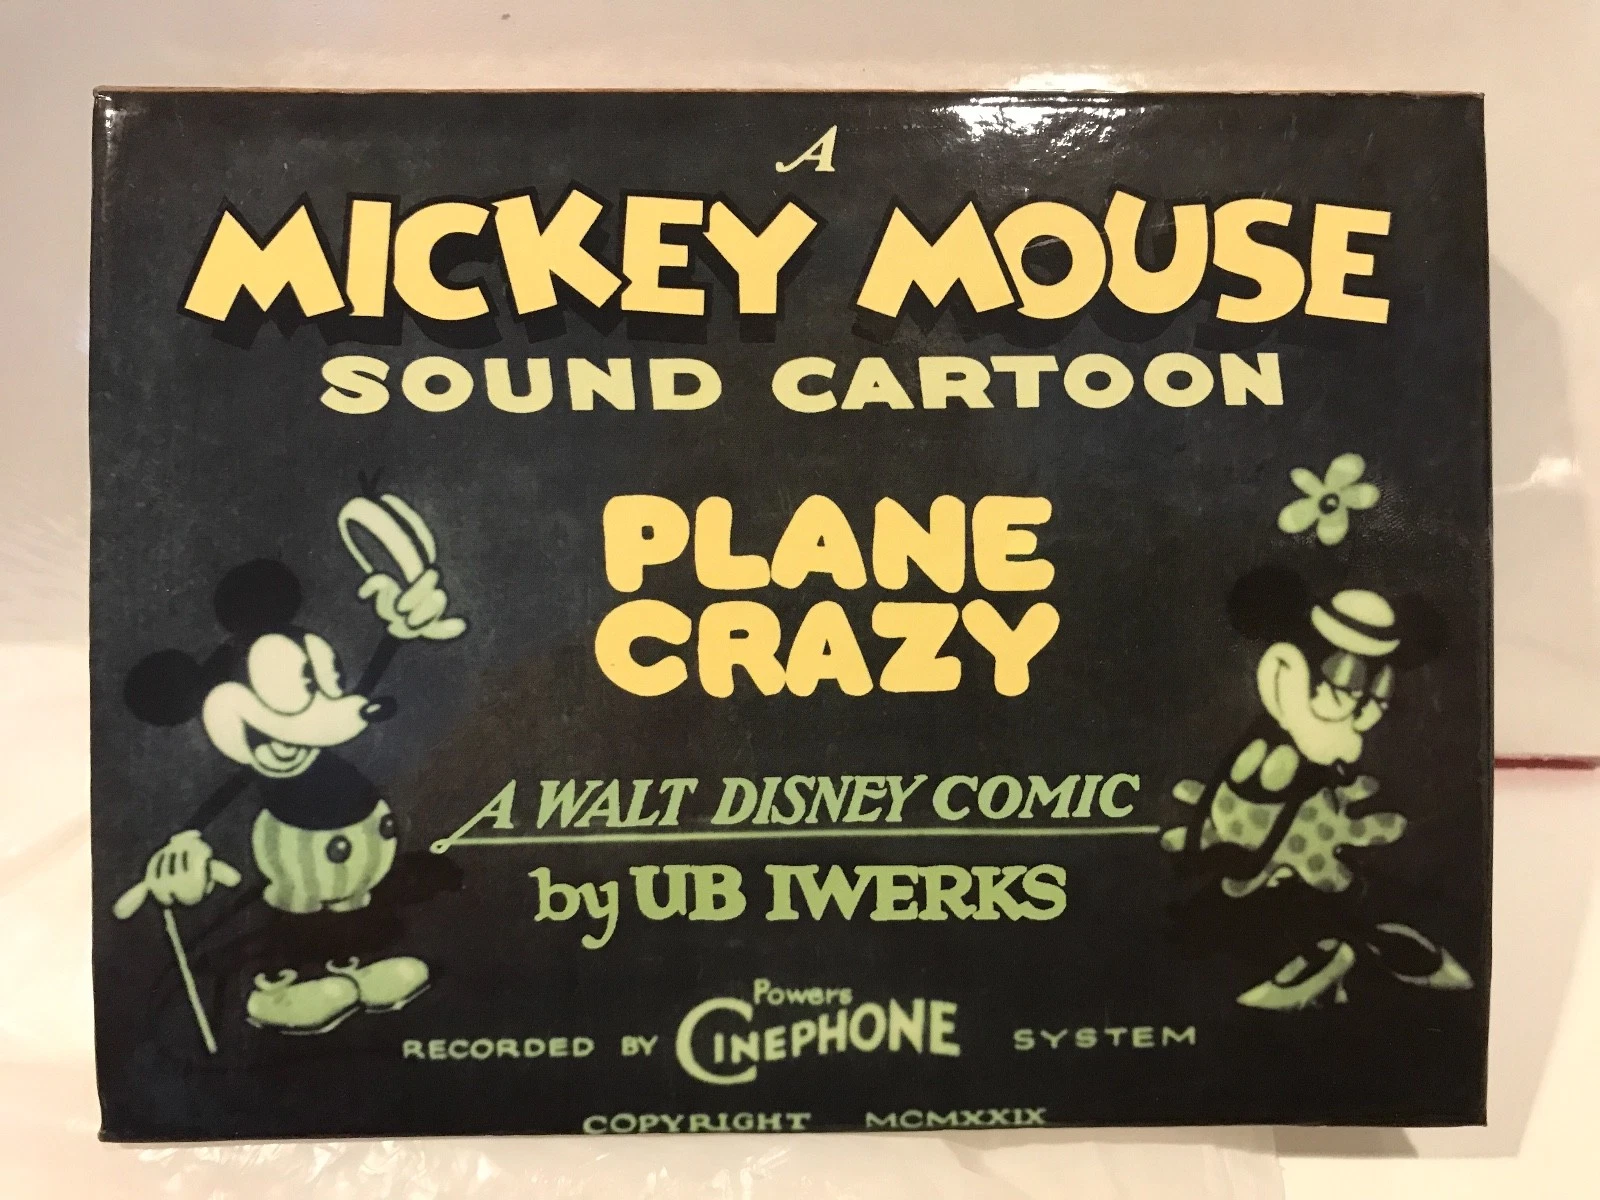 A
MICKEY MOUSE
SOUND CARTOON
PLANE
CRAZY
A WALT DISNEY COMIC
by UB IWERKS
Powers
RECORDED BY CINEPHONE SYSTEM
COPYRIGHT MCMXXIX